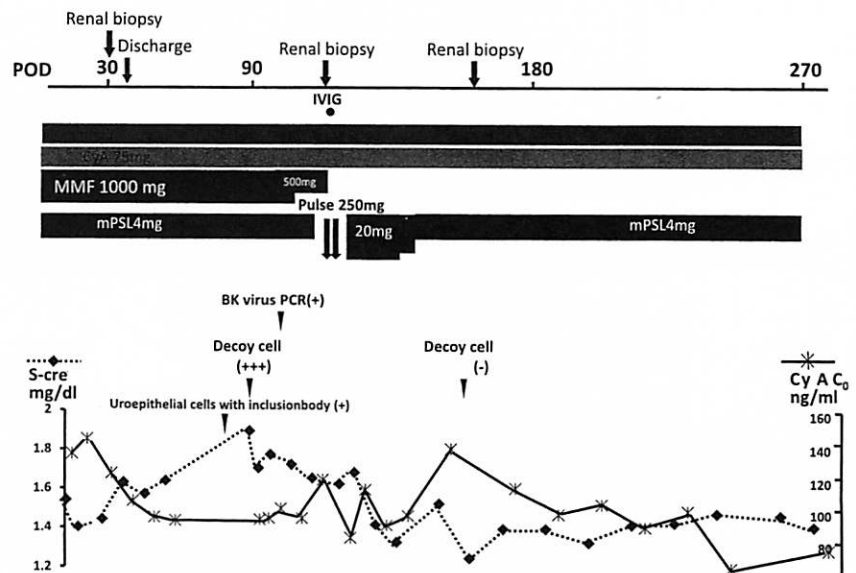 Renal biopsy
Discharge
Renal biopsy
Renal biopsy
POD 30 90 180 270
IVIG
CyA 75mg
MMF 1000 mg
500mg
Pulse 250mg
mPSL4mg
20mg
mPSL4mg
BK virus PCR(+)
Decoy cell
(+++)
Decoy cell
(-)
Uroepithelial cells with inclusionbody (+)
S-cre
mg/dl
Cy A C₀
ng/ml
2
1.8
1.6
1.4
1.2
160
140
120
100
80